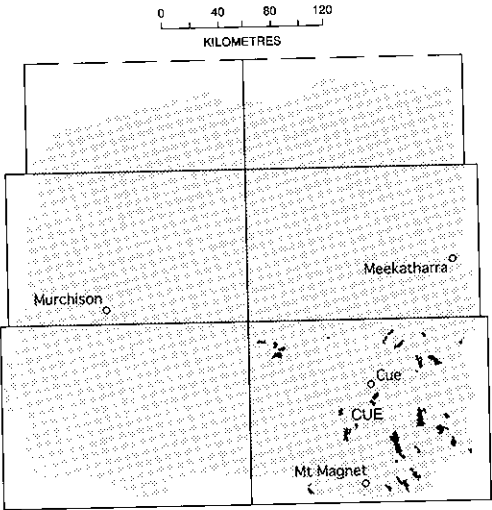 0 40 80 120
KILOMETRES
Meekatharra
Murchison
Cue
CUE
Mt Magnet